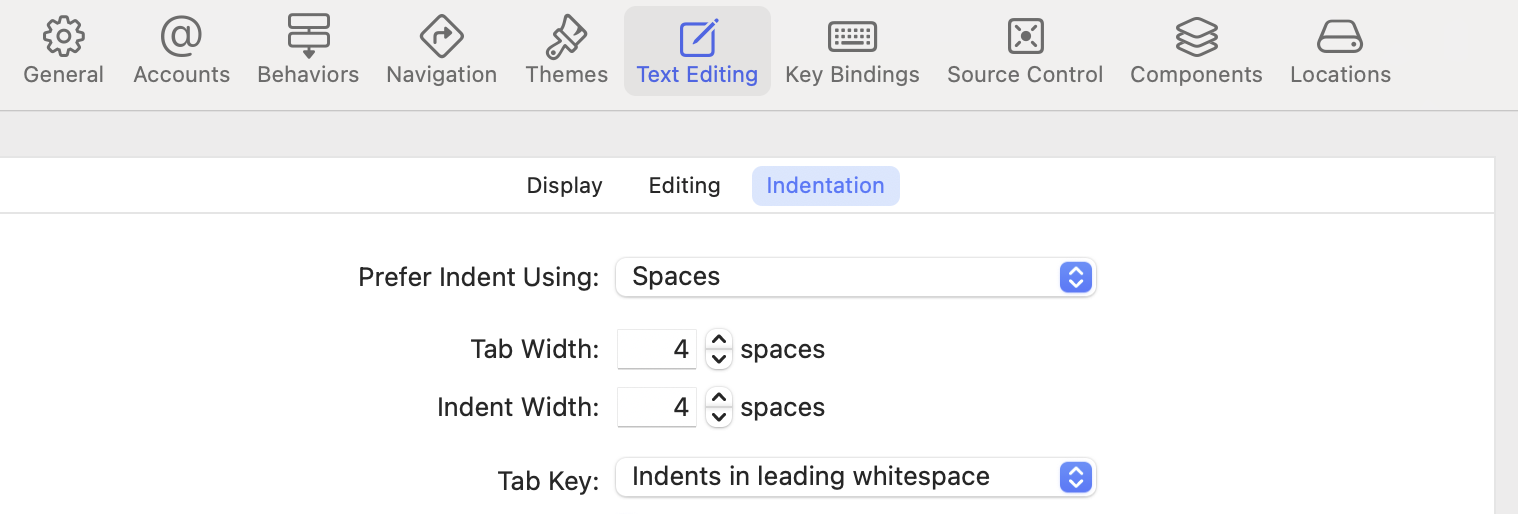 General Accounts Behaviors Navigation Themes Text Editing Key Bindings Source Control Components Locations
Display Editing Indentation
Prefer Indent Using: Spaces
Tab Width: 4 spaces
Indent Width: 4 spaces
Tab Key: Indents in leading whitespace